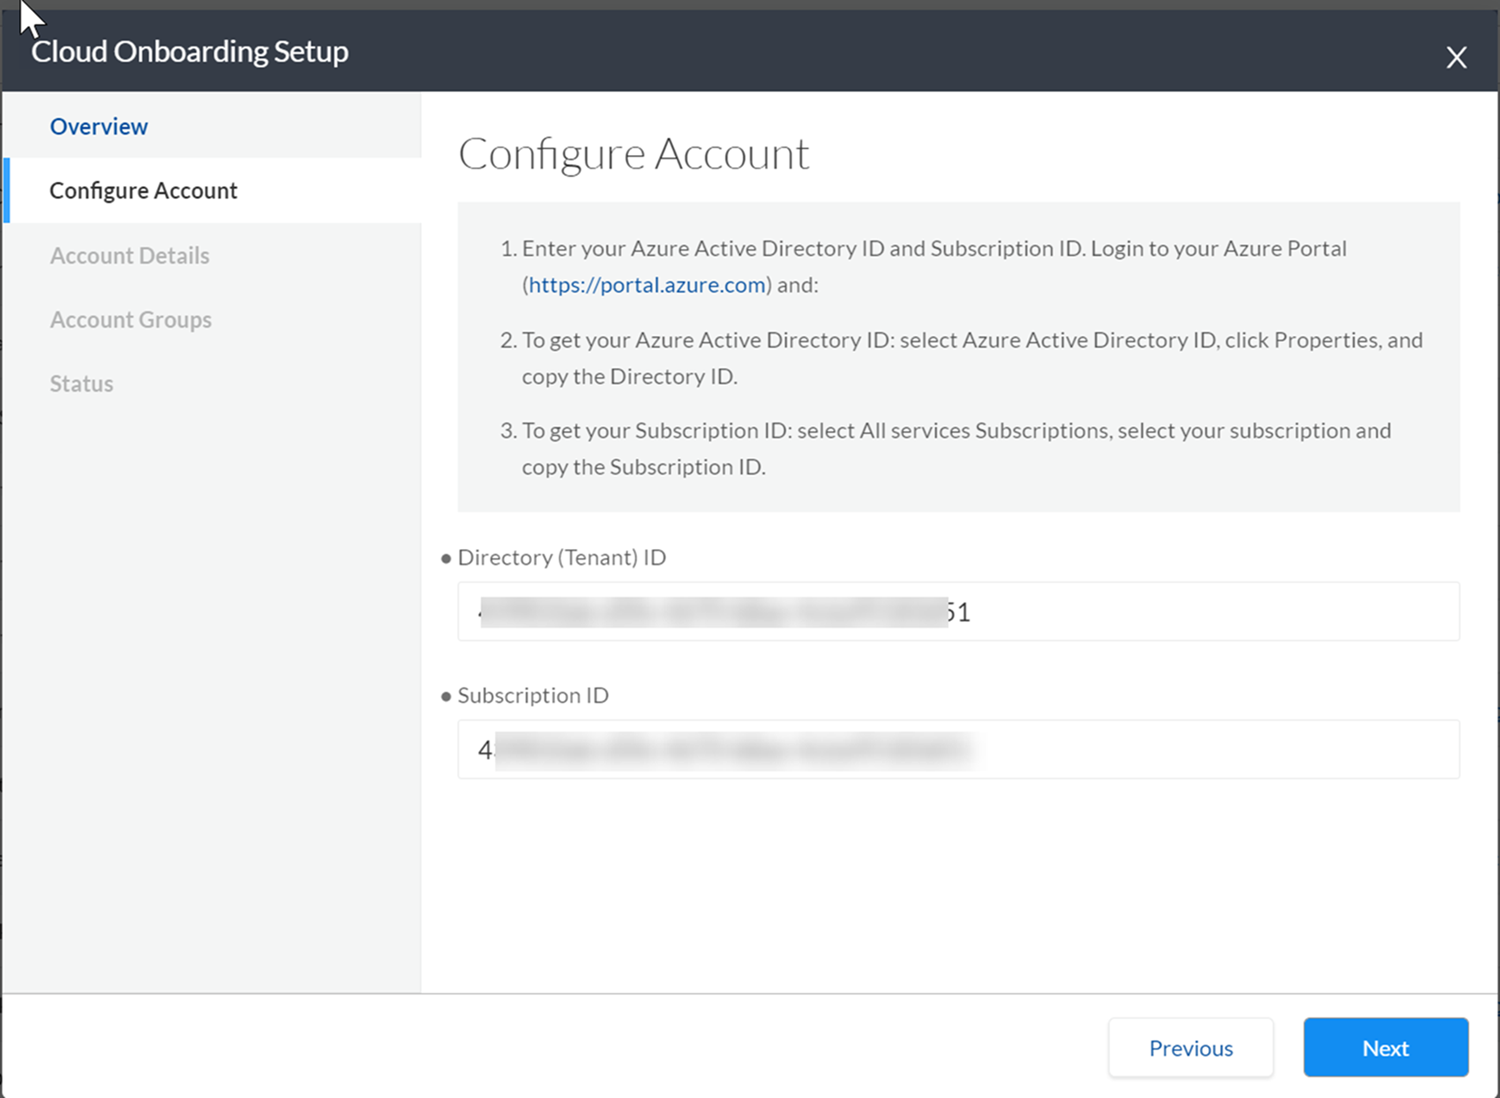 Cloud Onboarding Setup
X
Overview
Configure Account
Account Details
Account Groups
Status
Configure Account
1. Enter your Azure Active Directory ID and Subscription ID. Login to your Azure Portal
(https://portal.azure.com) and:
2. To get your Azure Active Directory ID: select Azure Active Directory ID, click Properties, and
copy the Directory ID.
3. To get your Subscription ID: select All services Subscriptions, select your subscription and
copy the Subscription ID.
● Directory (Tenant) ID
51
● Subscription ID
4
Previous
Next